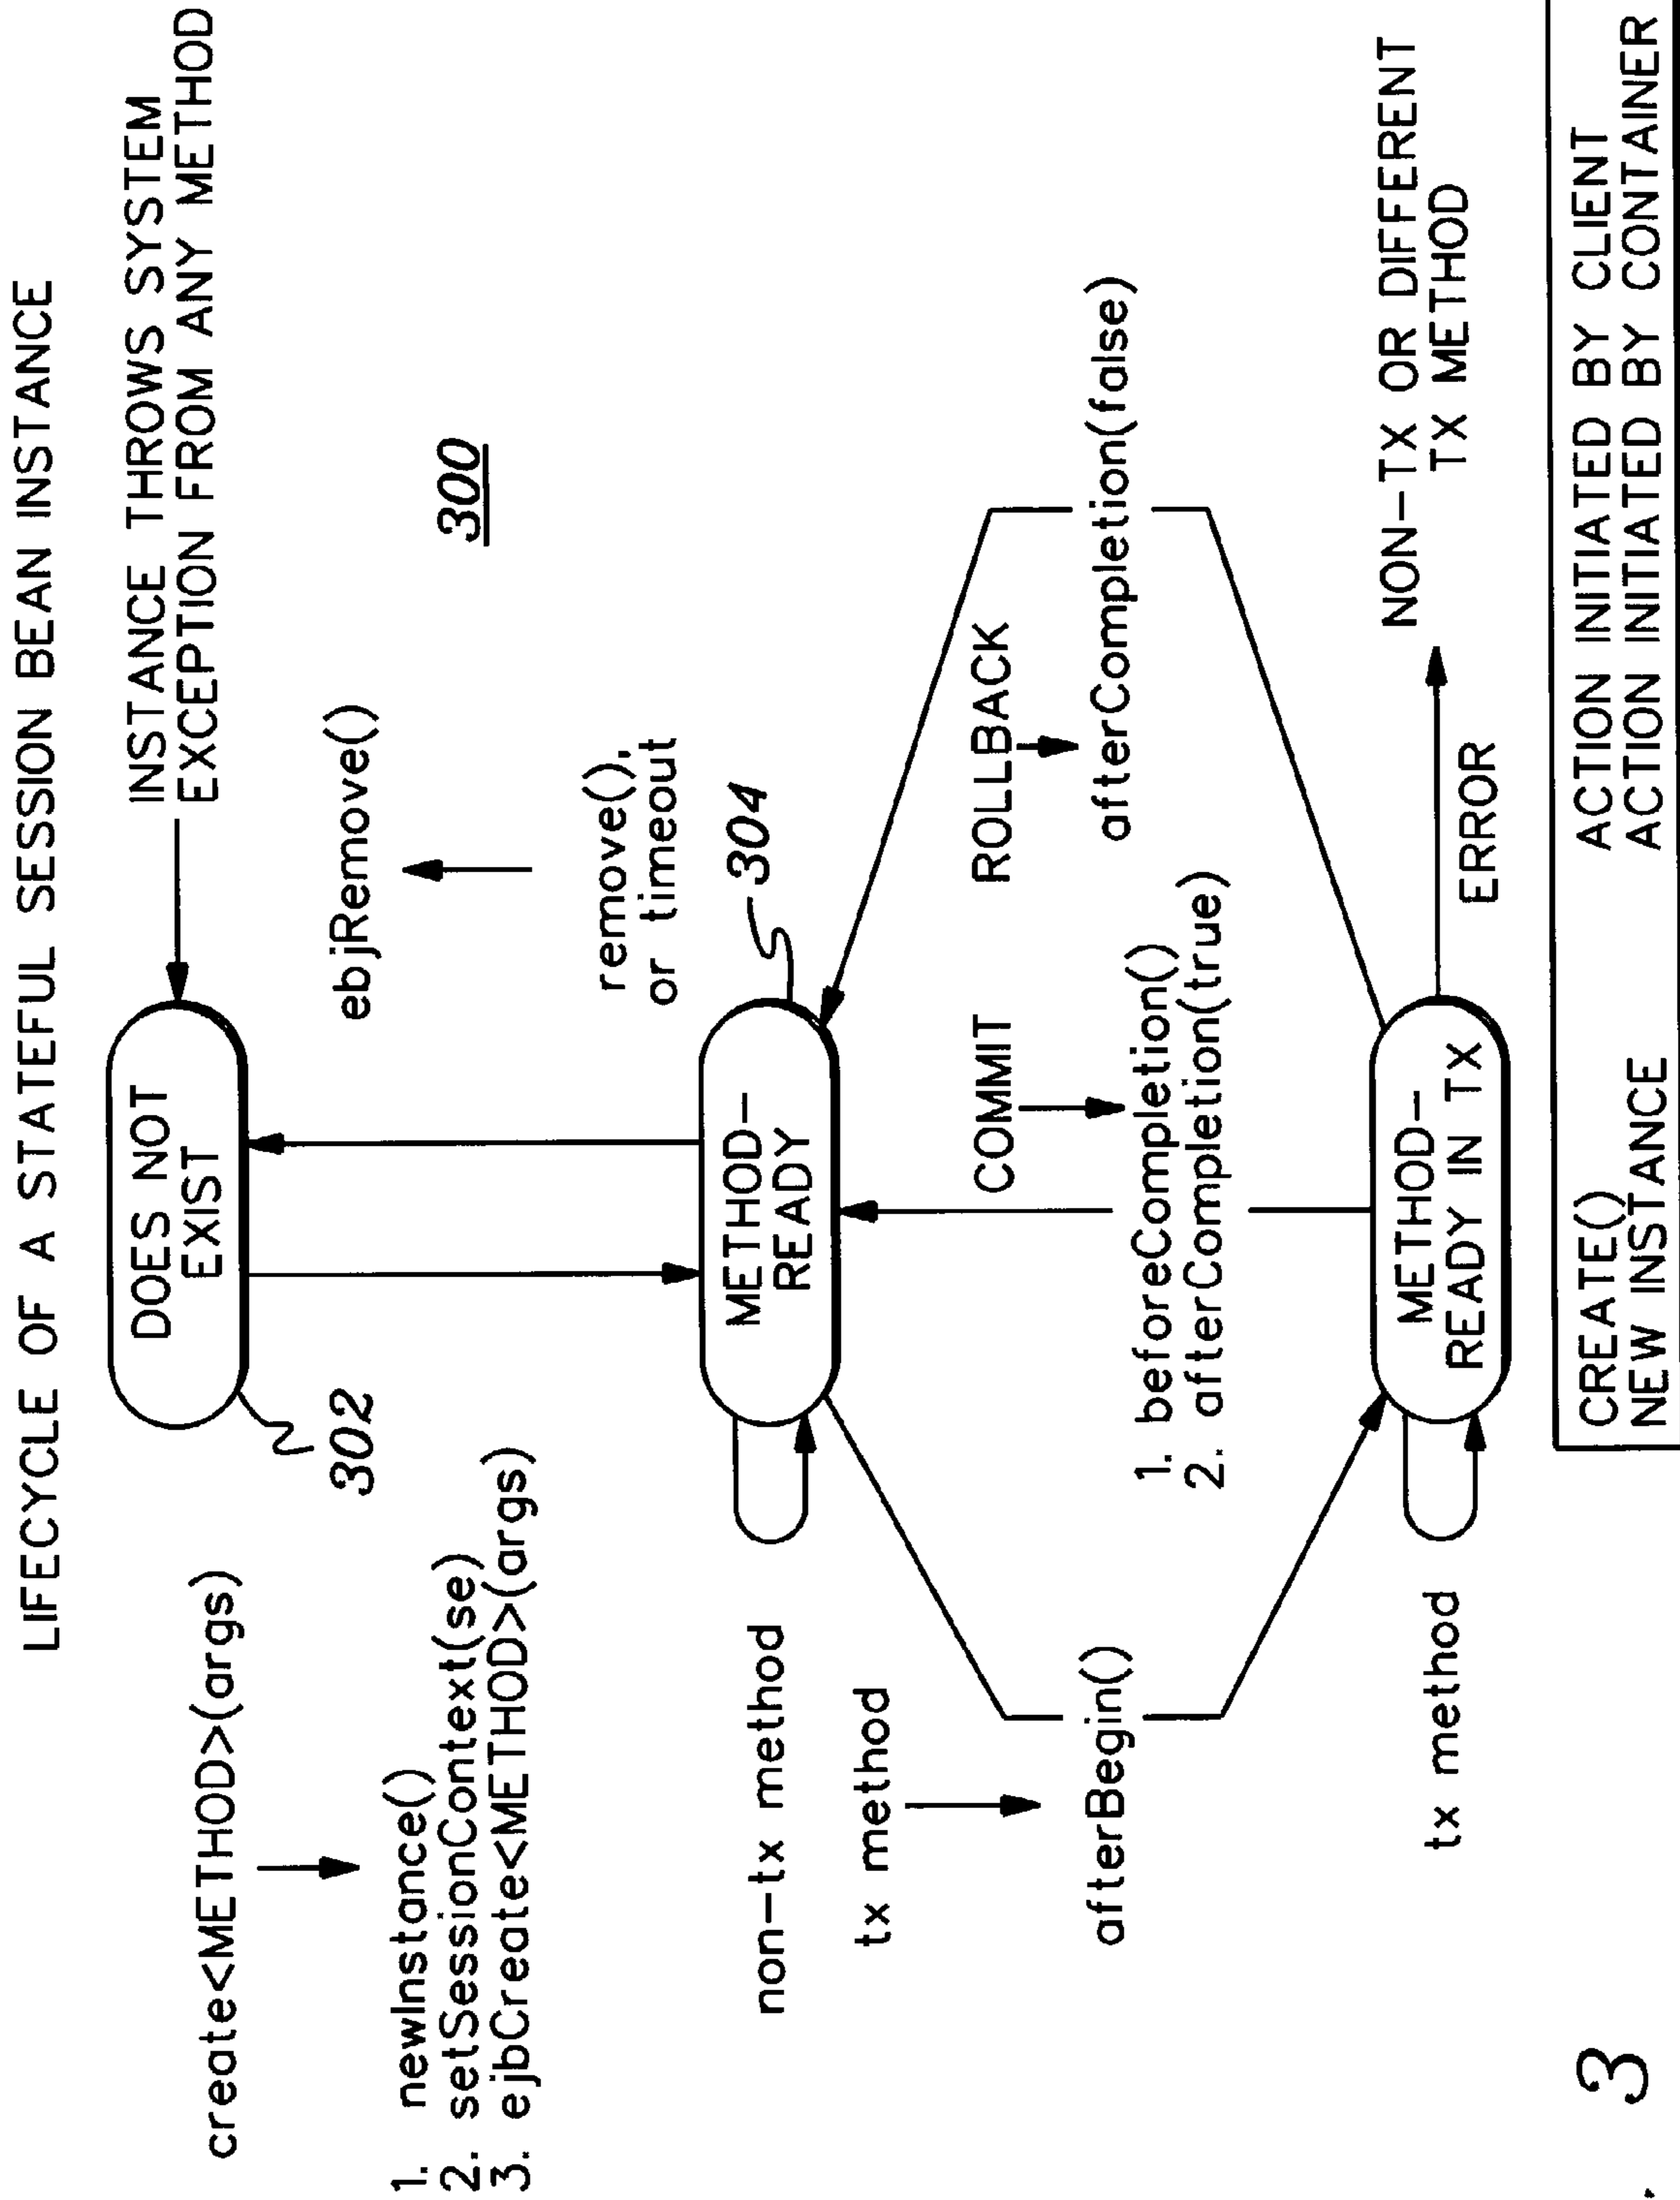 LIFECYCLE OF A STATEFUL SESSION BEAN INSTANCE
create<METHOD>(args)
1. newInstance()
2. setSessionContext(se)
3. ejbCreate<METHOD>(args)
DOES NOT
EXIST
302
INSTANCE THROWS SYSTEM
EXCEPTION FROM ANY METHOD
ebjRemove()
remove(),
or timeout
300
304
METHOD-
READY
non-tx method
tx method
afterBegin()
COMMIT
1. beforeCompletion()
2. afterCompletion(true)
ROLLBACK
afterCompletion(false)
METHOD-
READY IN TX
tx method
ERROR
NON-TX OR DIFFERENT
TX METHOD
CREATE() ACTION INITIATED BY CLIENT
NEW INSTANCE ACTION INITIATED BY CONTAINER
3